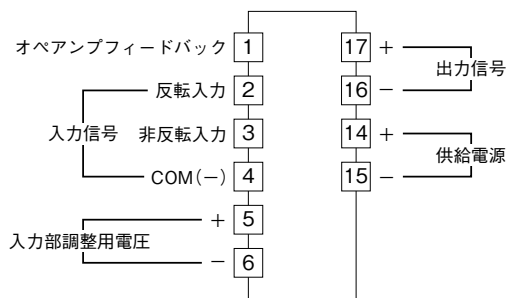 オペアンプフィードバック 1
反転入力 2
入力信号
非反転入力 3
COM(−) 4
+ 5
入力部調整用電圧
− 6
17 +
出力信号
16 −
14 +
供給電源
15 −